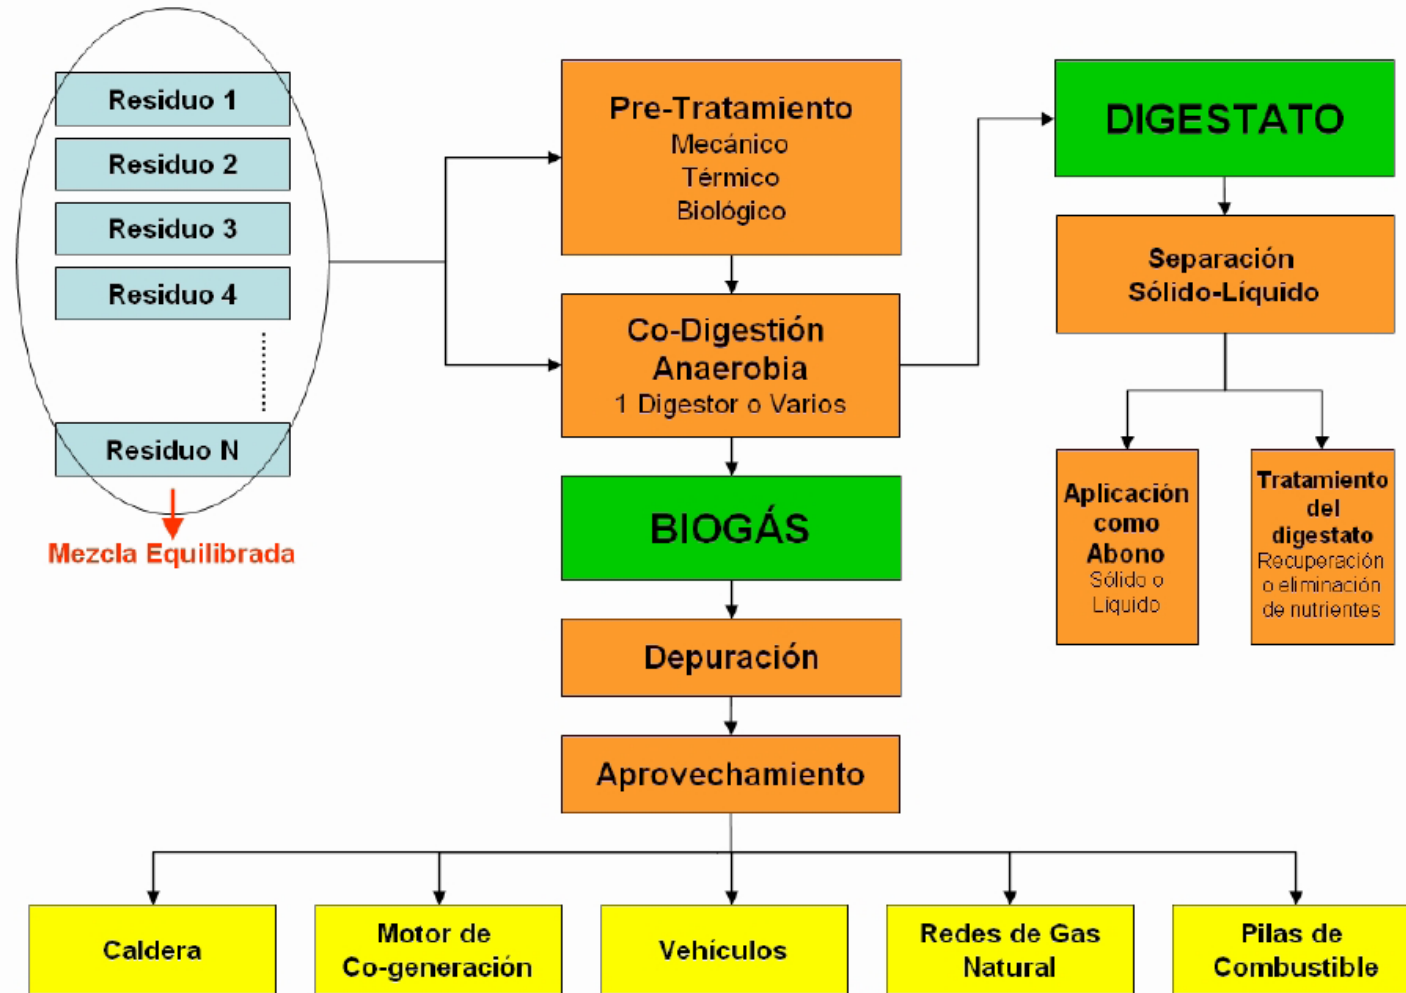 Residuo 1
Residuo 2
Residuo 3
Residuo 4
Residuo N
Mezcla Equilibrada
Pre-Tratamiento
Mecánico
Térmico
Biológico
Co-Digestión
Anaerobia
1 Digestor o Varios
BIOGÁS
Depuración
Aprovechamiento
DIGESTATO
Separación
Sólido-Líquido
Aplicación
como
Abono
Sólido o
Líquido
Tratamiento
del
digestato
Recuperación
o eliminación
de nutrientes
Caldera
Motor de
Co-generación
Vehículos
Redes de Gas
Natural
Pilas de
Combustible